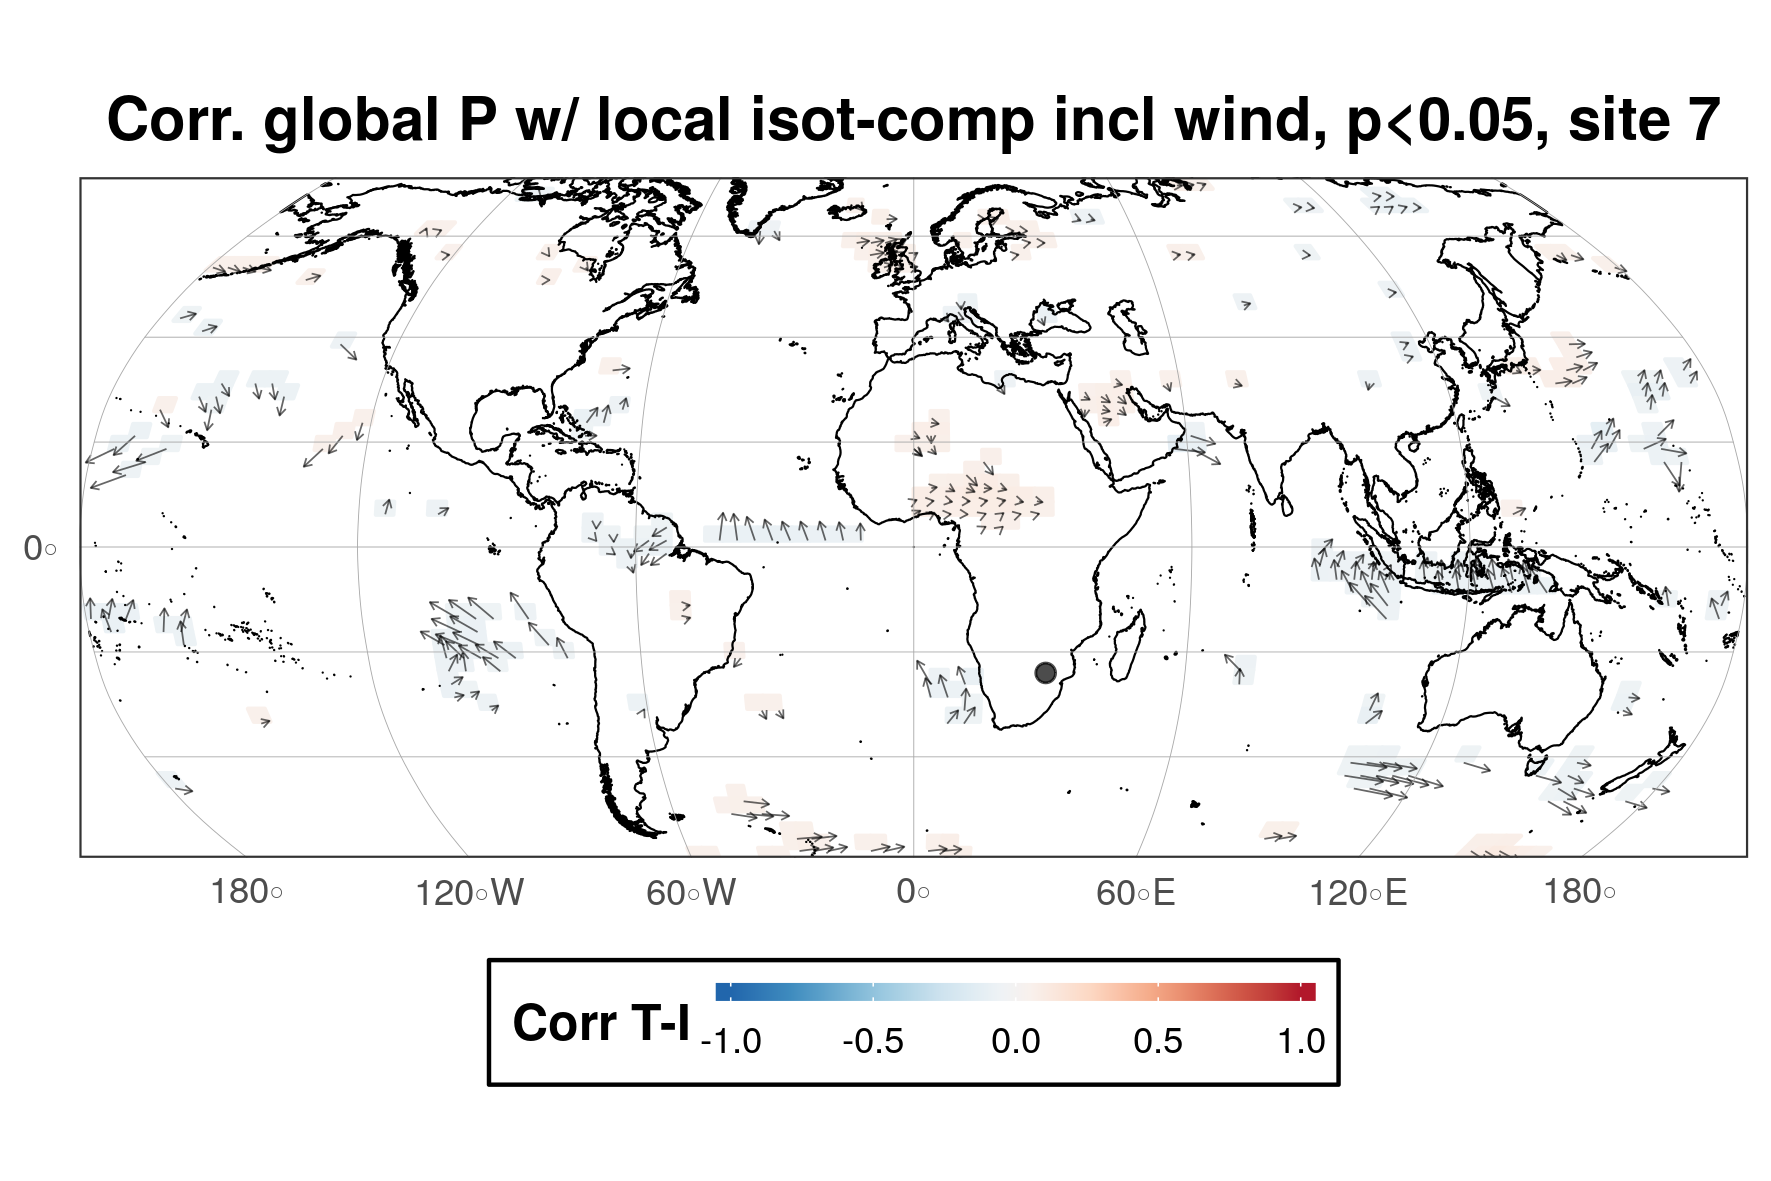 Corr. global P w/ local isot-comp incl wind, p<0.05, site 7
0°
180° 120°W 60°W 0° 60°E 120°E 180°
Corr T-I
-1.0 -0.5 0.0 0.5 1.0